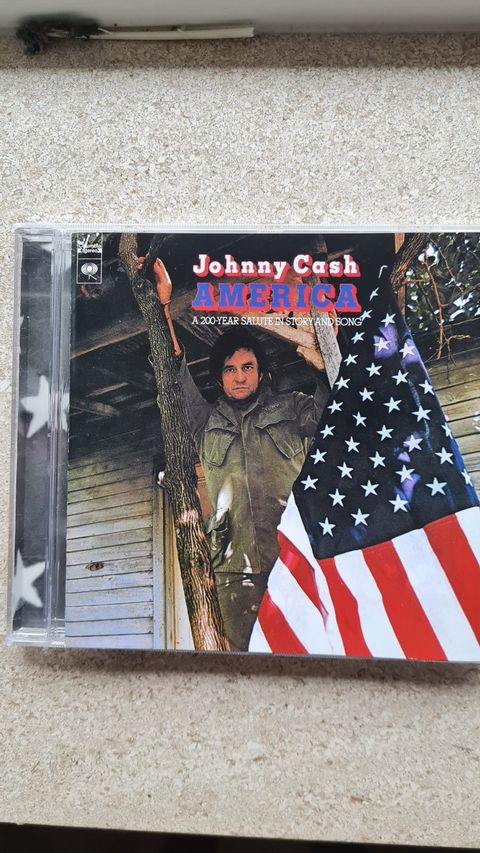 Johnny Cash
AMERICA
A 200-YEAR SALUTE IN STORY AND SONG